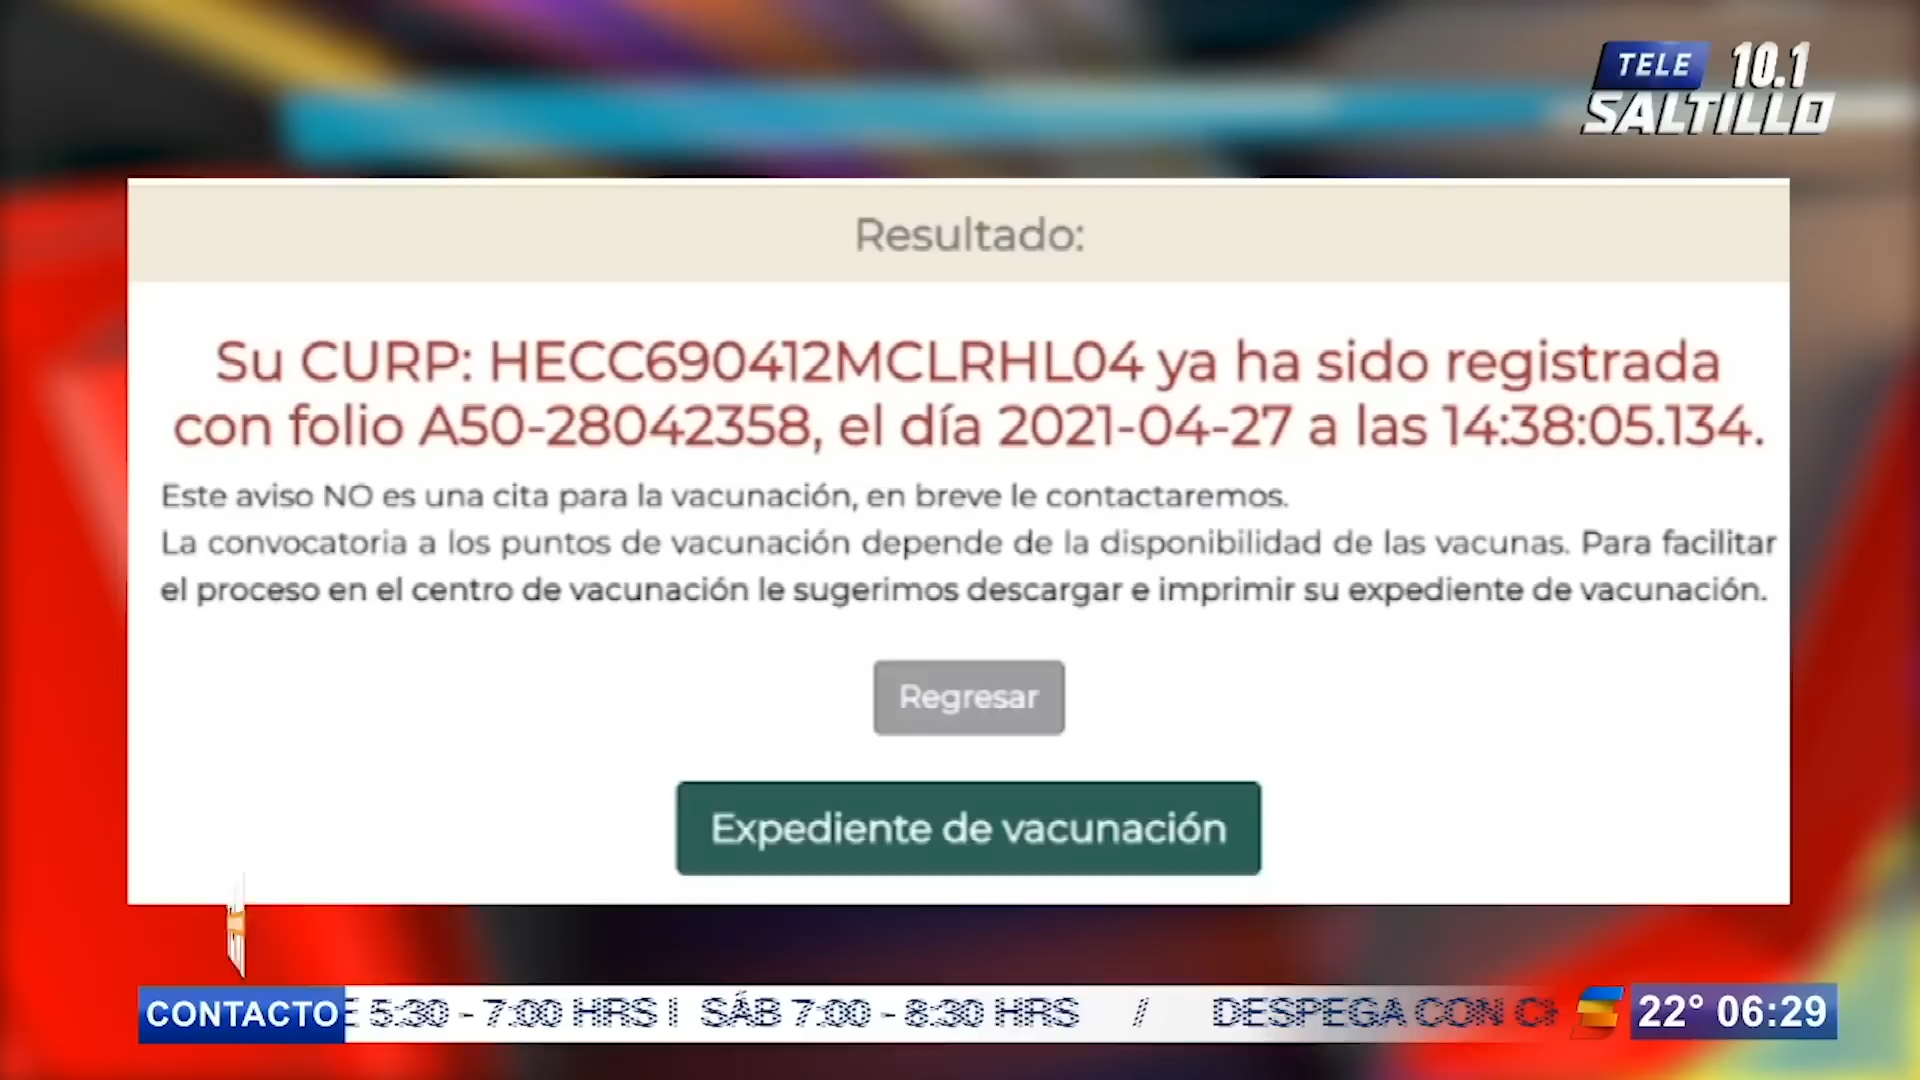 TELE 10.1
SALTILLO
Resultado:
Su CURP: HECC690412MCLRHL04 ya ha sido registrada
con folio A50-28042358, el día 2021-04-27 a las 14:38:05.134.
Este aviso NO es una cita para la vacunación, en breve le contactaremos.
La convocatoria a los puntos de vacunación depende de la disponibilidad de las vacunas. Para facilitar
el proceso en el centro de vacunación le sugerimos descargar e imprimir su expediente de vacunación.
Regresar
Expediente de vacunación
CONTACTO E 5:30 - 7:00 HRS | SÁB 7:00 - 8:30 HRS / DESPEGA CON 22° 06:29